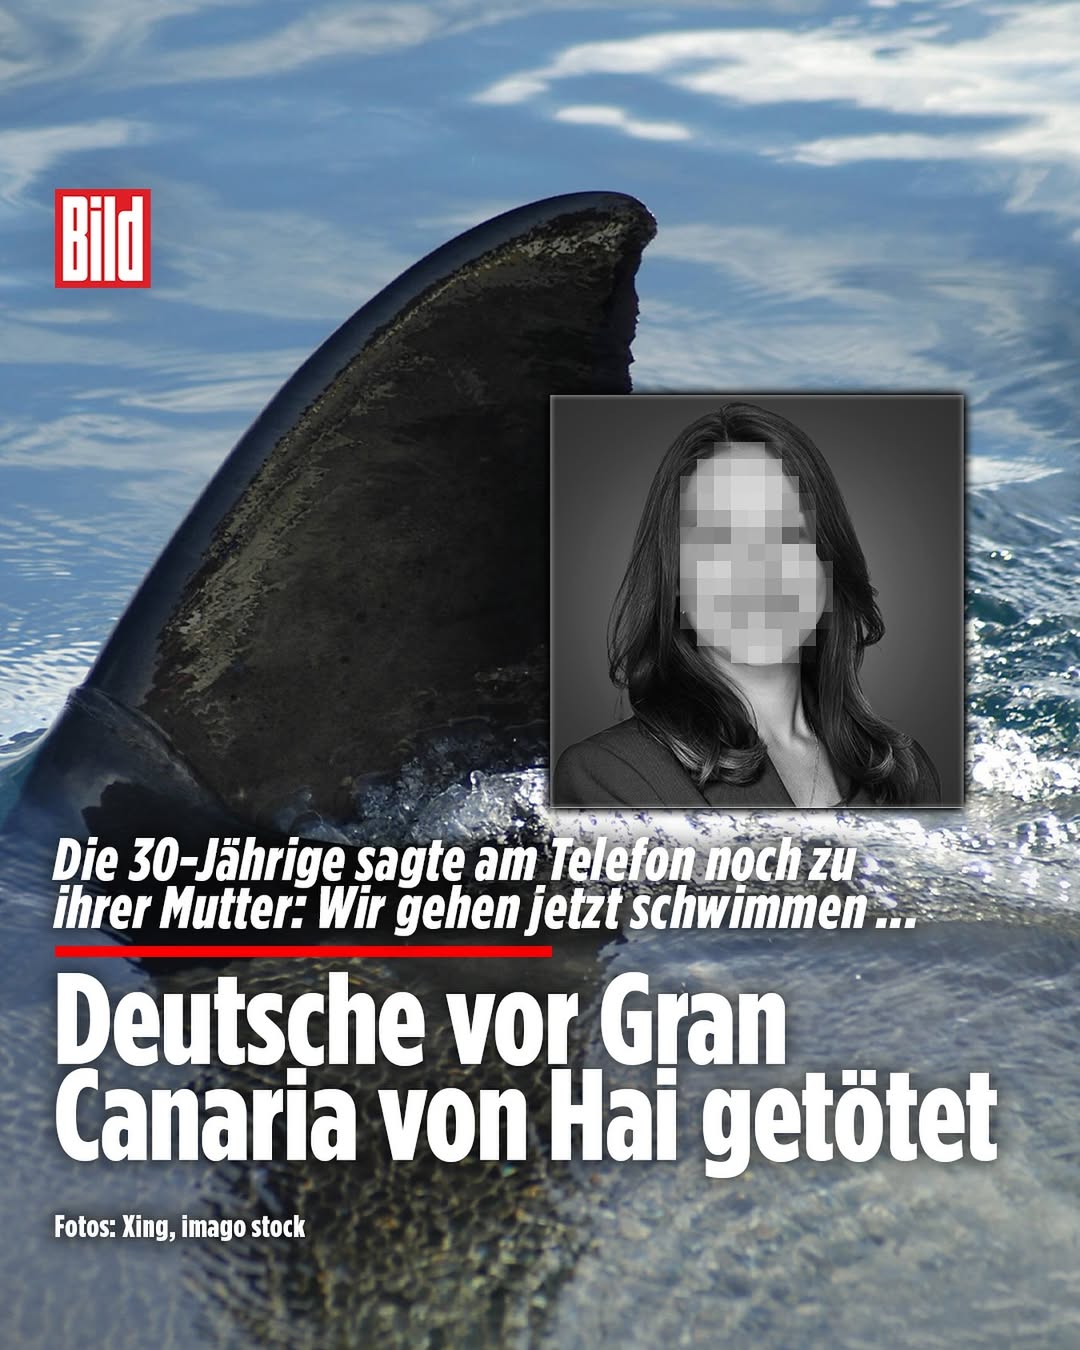 Bild
Die 30-Jährige sagte am Telefon noch zu
ihrer Mutter: Wir gehen jetzt schwimmen ...
Deutsche vor Gran
Canaria von Hai getötet
Fotos: Xing, imago stock